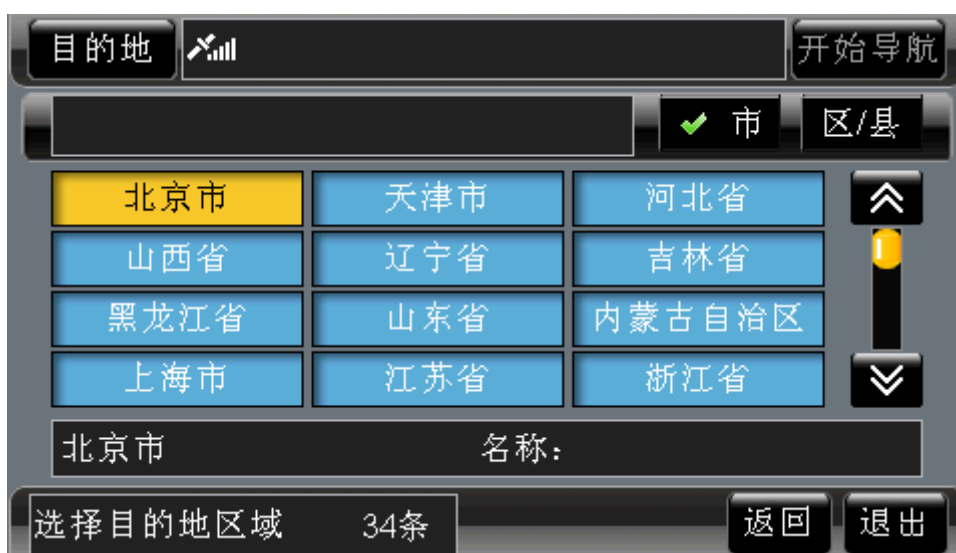 目的地 开始导航
市 区/县
北京市 天津市 河北省
山西省 辽宁省 吉林省
黑龙江省 山东省 内蒙古自治区
上海市 江苏省 浙江省
北京市 名称：
选择目的地区域 34条 返回 退出